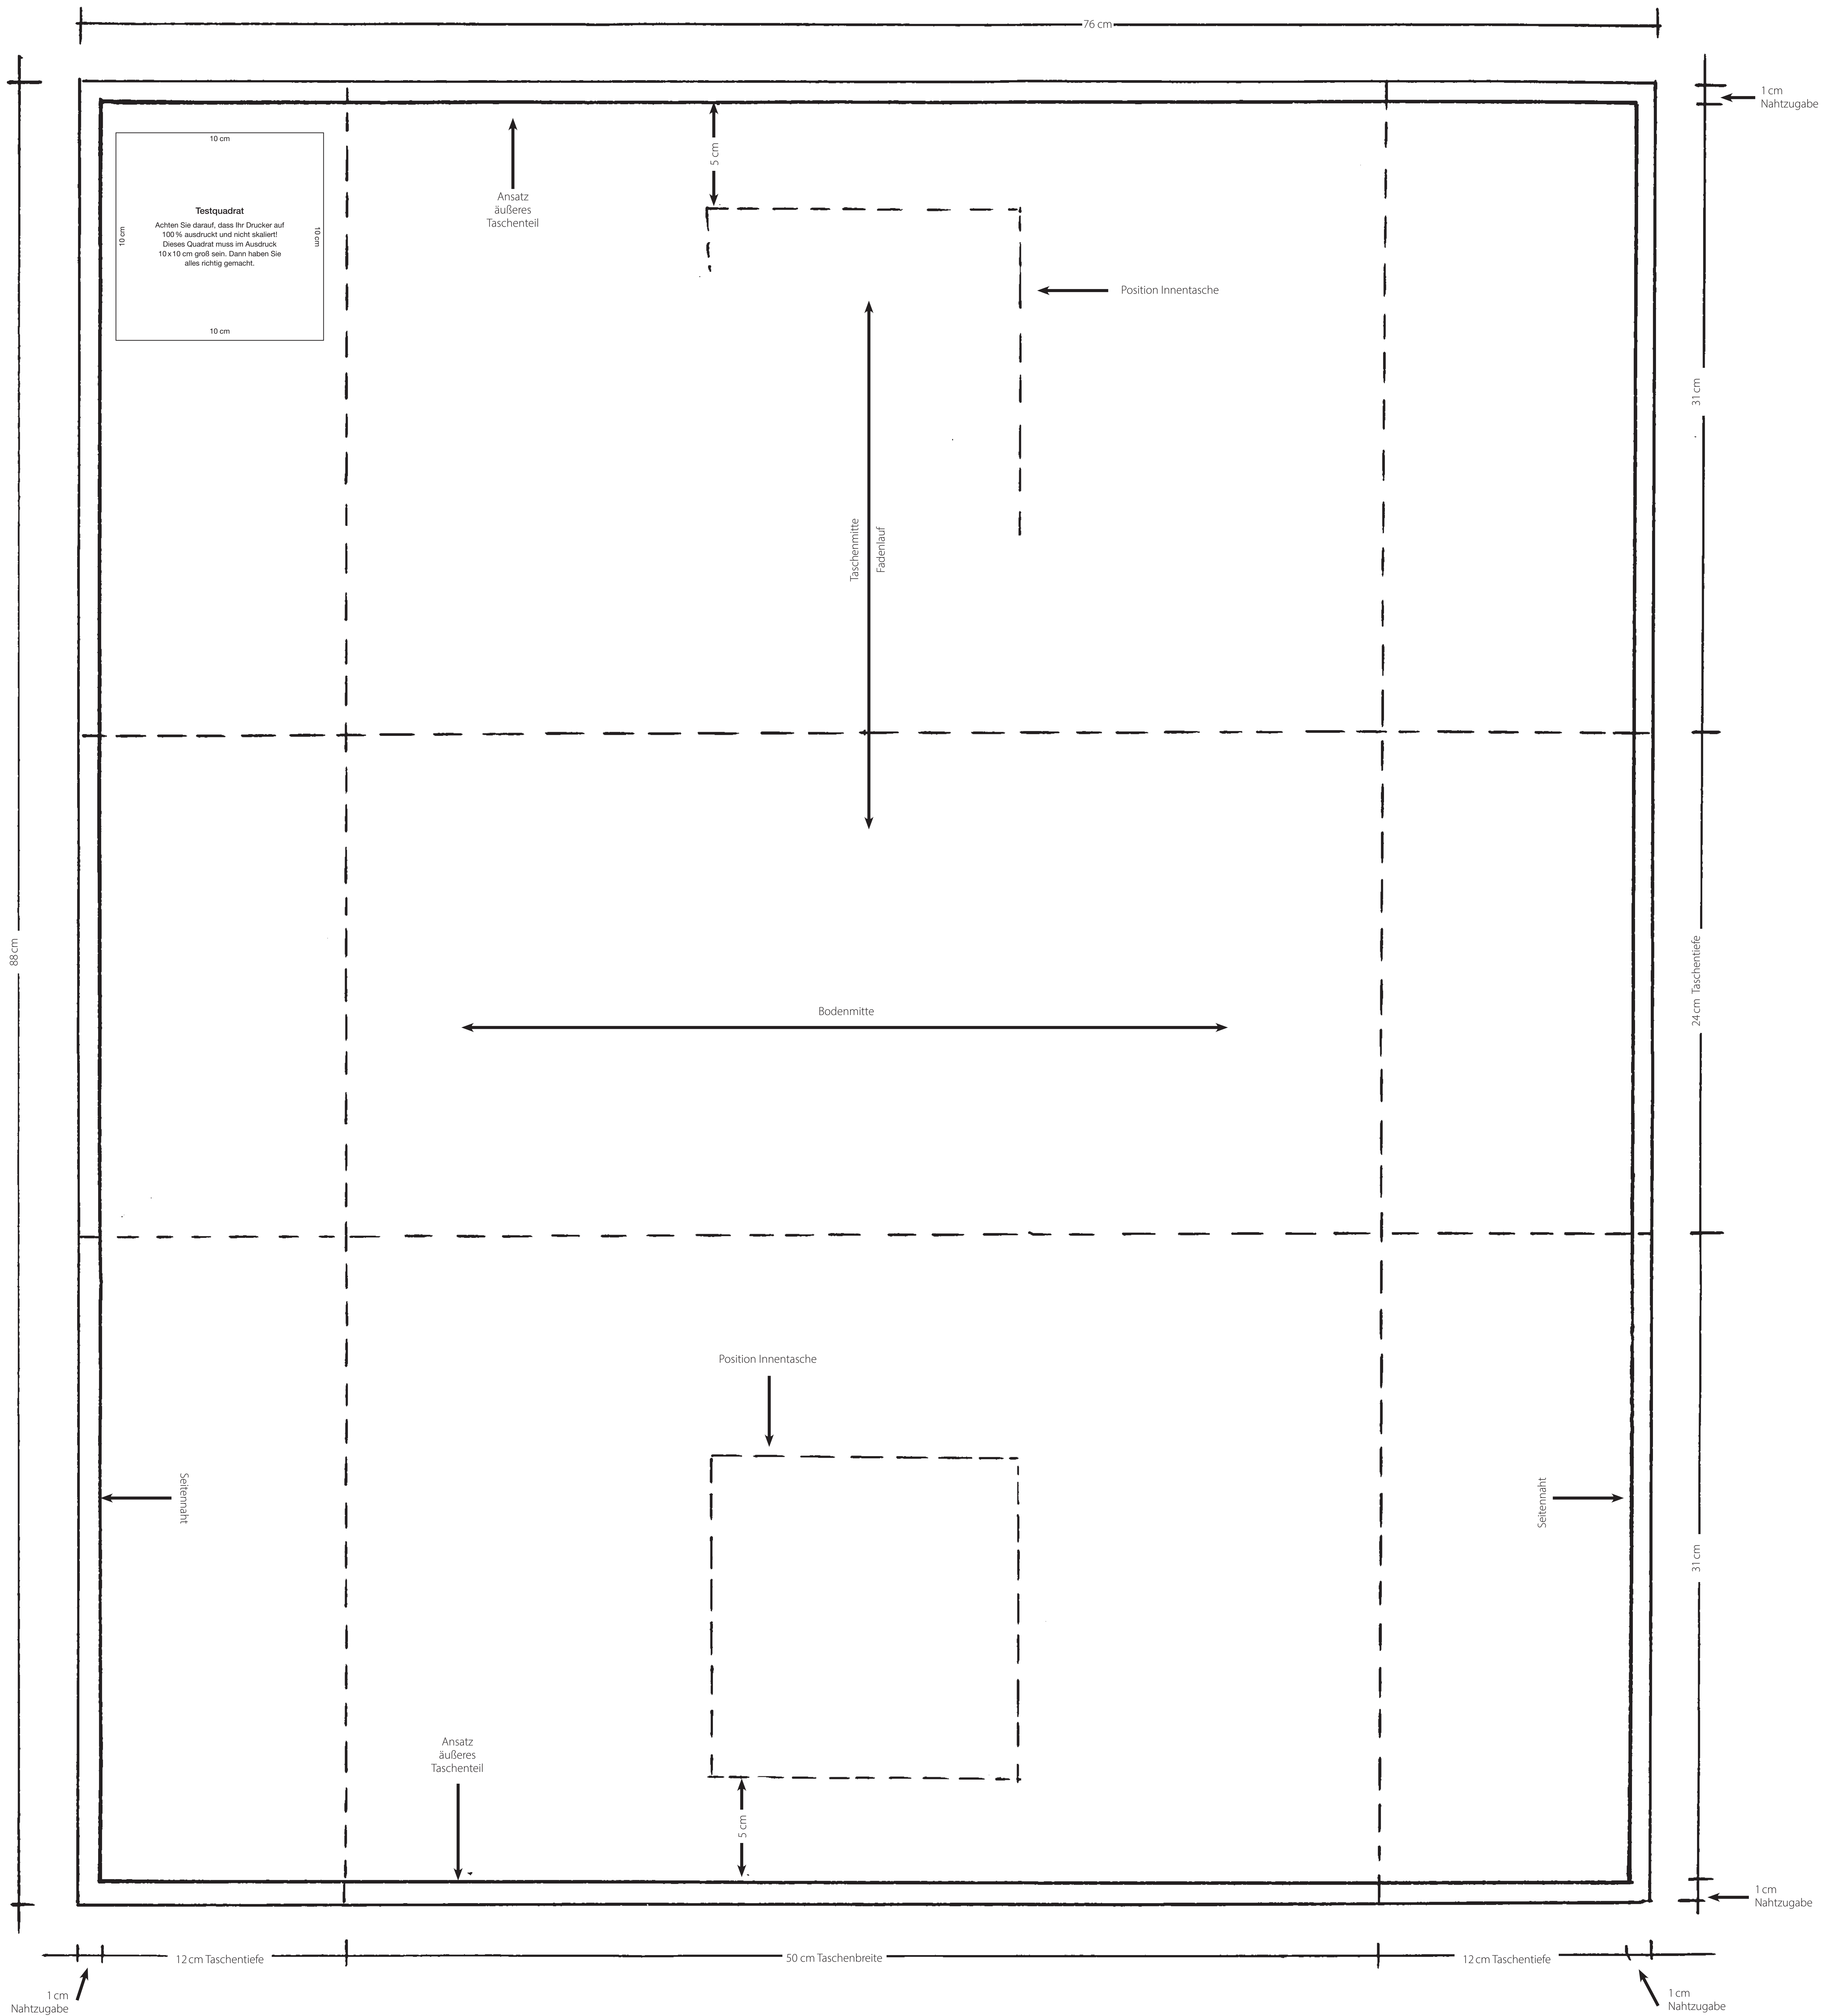 76 cm
1 cm
Nahtzugabe
10 cm
10 cm
Testquadrat
Achten Sie darauf, dass Ihr Drucker auf
100 % ausdruckt und nicht skaliert!
Dieses Quadrat muss im Ausdruck
10 x 10 cm groß sein. Dann haben Sie
alles richtig gemacht.
10 cm
10 cm
Ansatz
äußeres
Taschenteil
5 cm
Position Innentasche
31 cm
Taschenmitte
Fadenlauf
88 cm
24 cm Taschentiefe
Bodenmitte
Position Innentasche
Seitennaht
Seitennaht
31 cm
Ansatz
äußeres
Taschenteil
5 cm
1 cm
Nahtzugabe
12 cm Taschentiefe
50 cm Taschenbreite
12 cm Taschentiefe
1 cm
Nahtzugabe
1 cm
Nahtzugabe